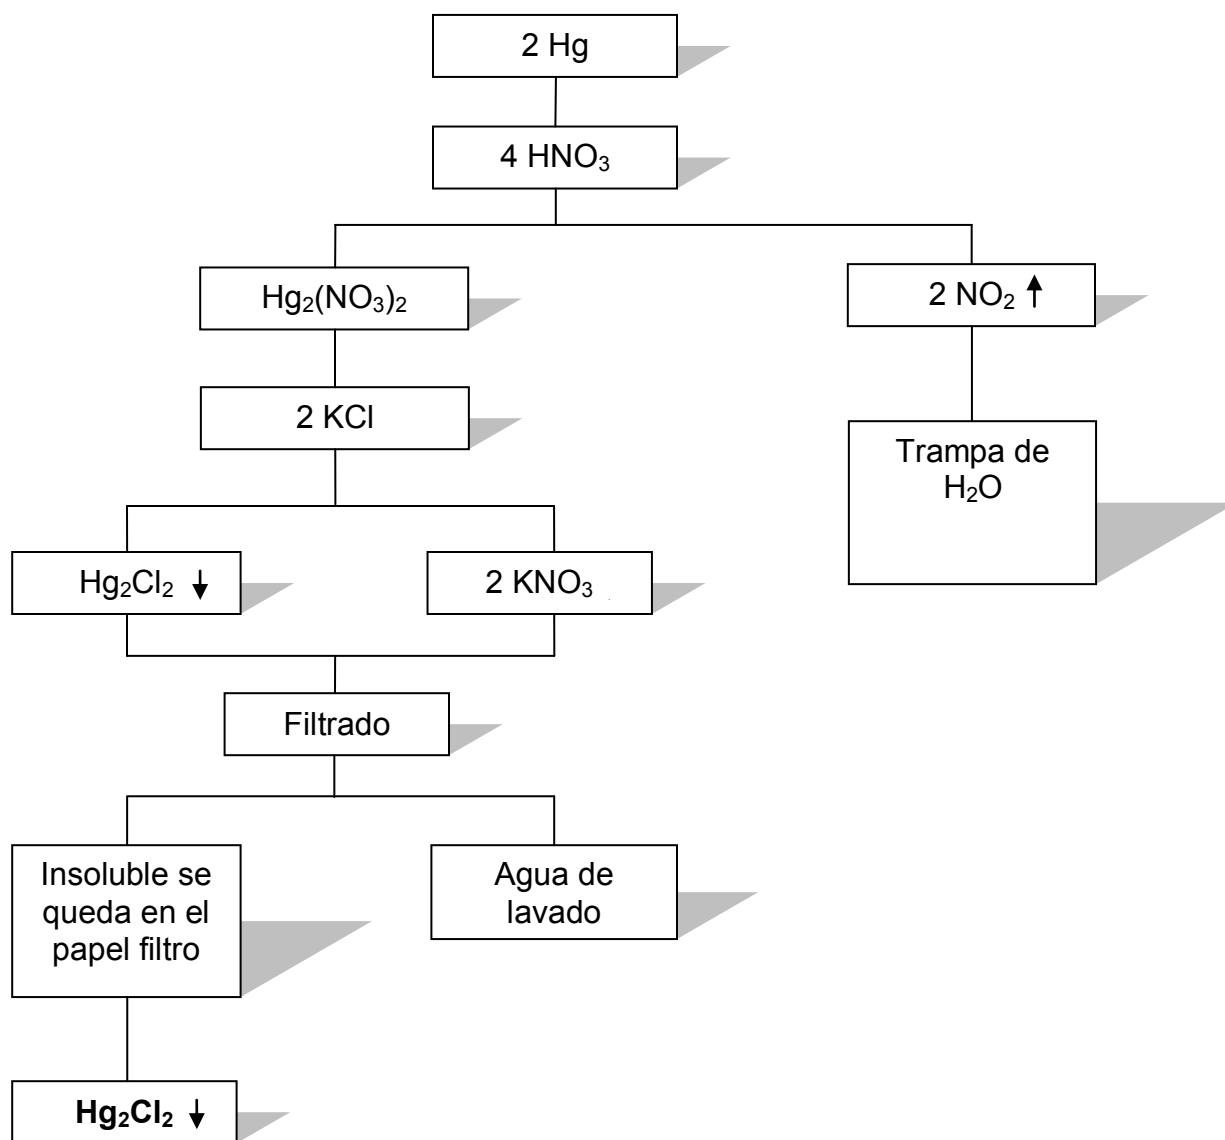 2 Hg
4 HNO₃
Hg₂(NO₃)₂
2 NO₂ ↑
2 KCl
Trampa de
H₂O
Hg₂Cl₂ ↓
2 KNO₃
Filtrado
Insoluble se
queda en el
papel filtro
Agua de
lavado
Hg₂Cl₂ ↓